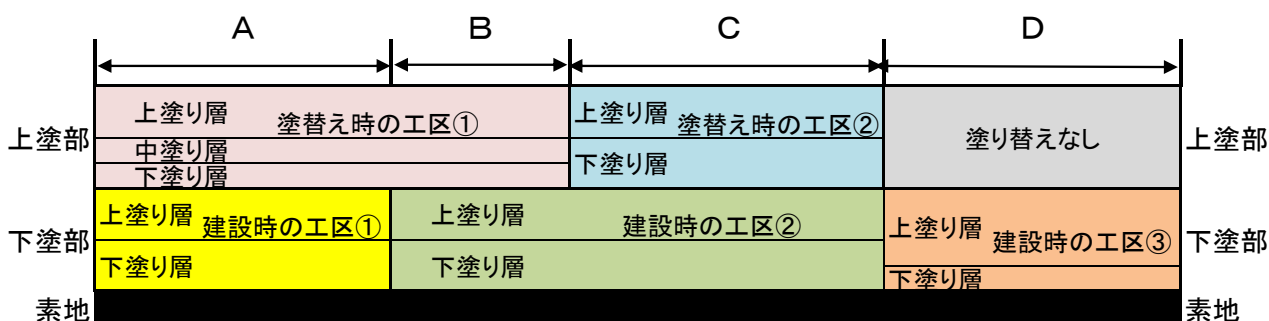 A B C D
上塗部
上塗り層 塗替え時の工区①
中塗り層
下塗り層
上塗り層 塗替え時の工区②
下塗り層
塗り替えなし
上塗部
下塗部
上塗り層 建設時の工区①
下塗り層
上塗り層 建設時の工区②
下塗り層
上塗り層 建設時の工区③
下塗り層
下塗部
素地
素地